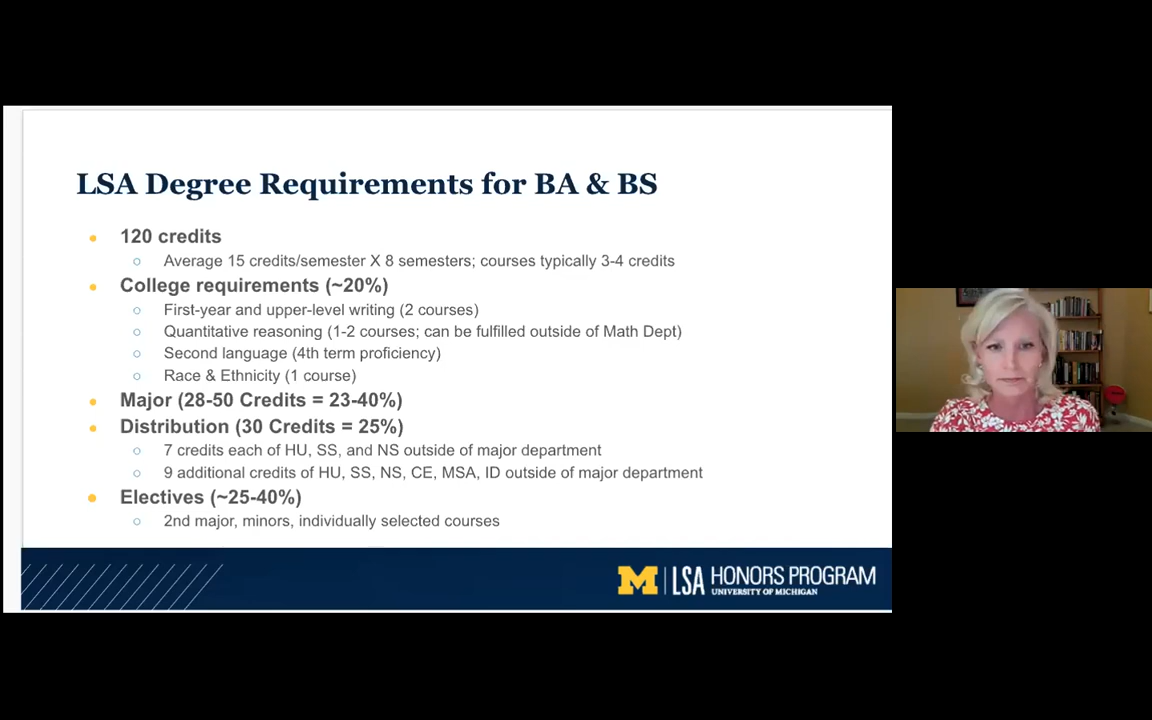 LSA Degree Requirements for BA & BS
• 120 credits
○ Average 15 credits/semester X 8 semesters; courses typically 3-4 credits
• College requirements (~20%)
○ First-year and upper-level writing (2 courses)
○ Quantitative reasoning (1-2 courses; can be fulfilled outside of Math Dept)
○ Second language (4th term proficiency)
○ Race & Ethnicity (1 course)
• Major (28-50 Credits = 23-40%)
• Distribution (30 Credits = 25%)
○ 7 credits each of HU, SS, and NS outside of major department
○ 9 additional credits of HU, SS, NS, CE, MSA, ID outside of major department
• Electives (~25-40%)
○ 2nd major, minors, individually selected courses
M LSA HONORS PROGRAM
UNIVERSITY OF MICHIGAN